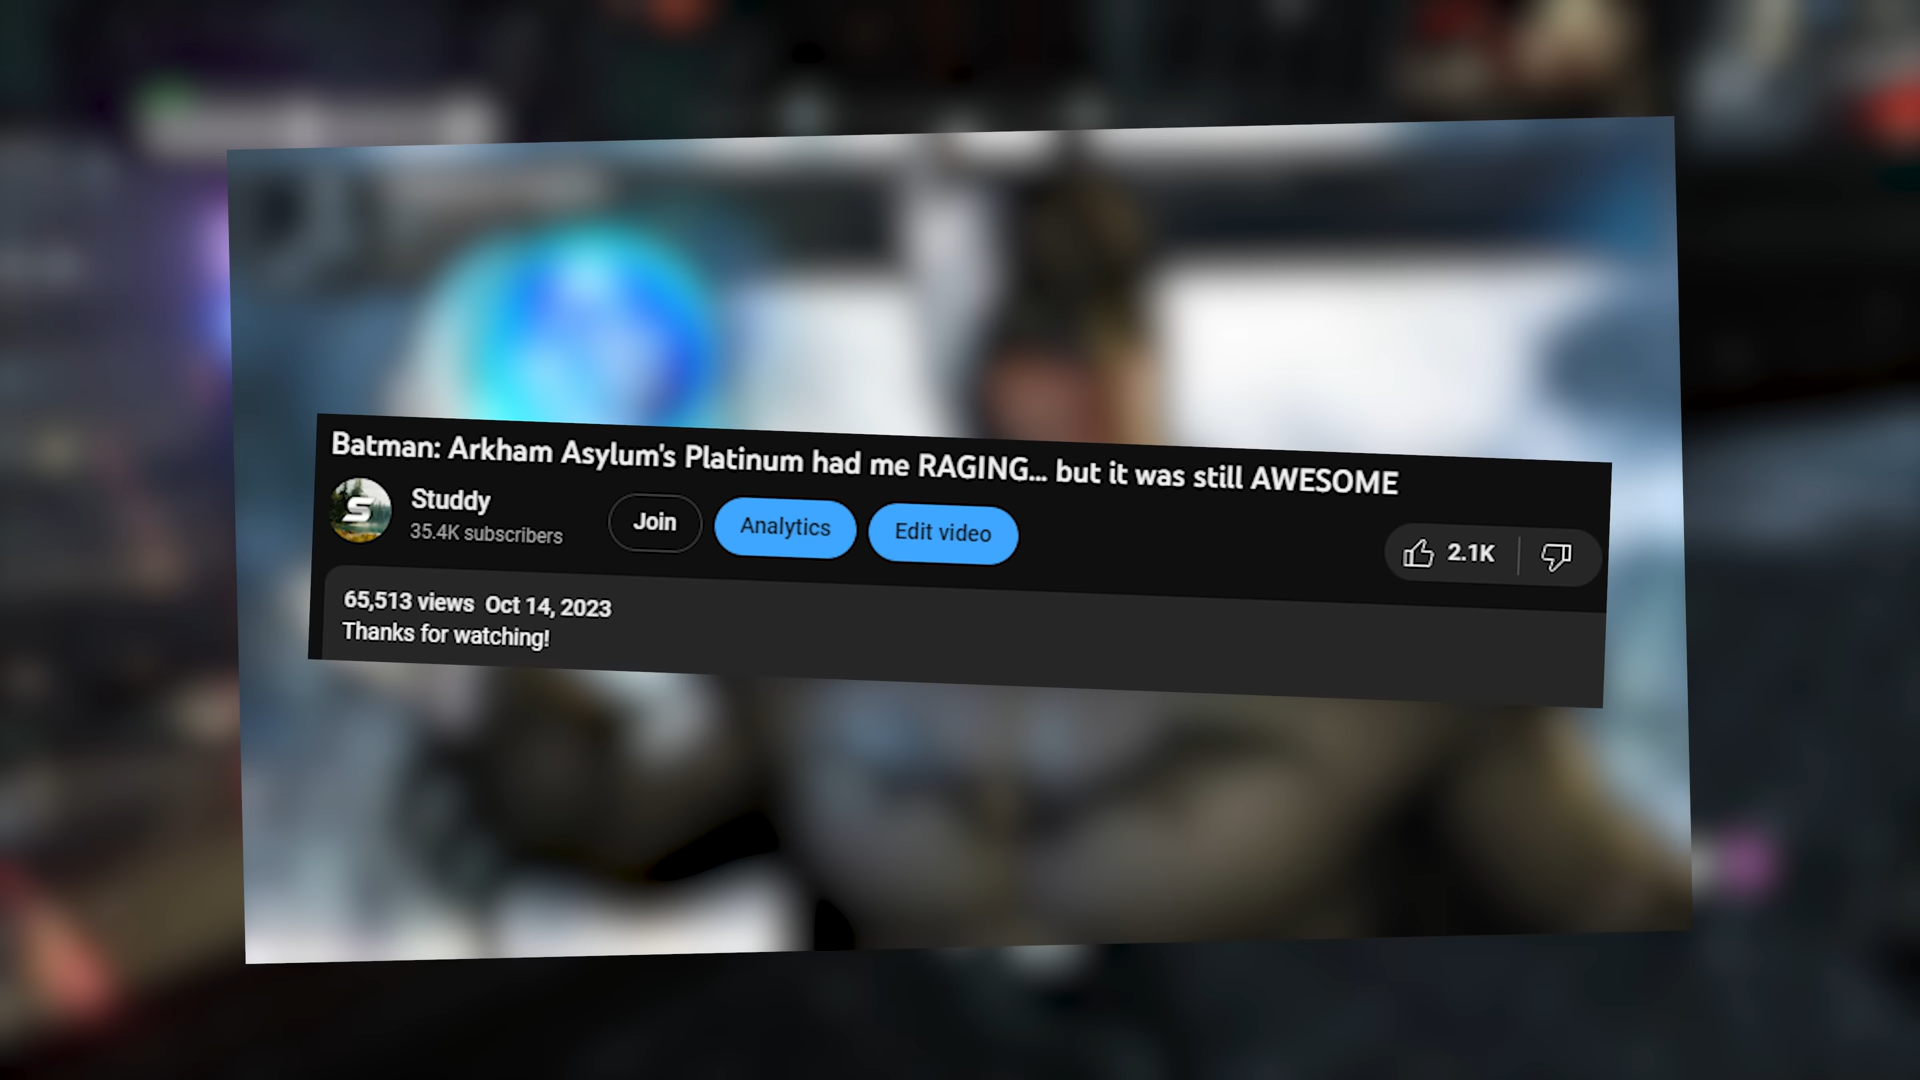 Batman: Arkham Asylum's Platinum had me RAGING... but it was still AWESOME
S
Studdy
35.4K subscribers
Join
Analytics
Edit video
2.1K
65,513 views Oct 14, 2023
Thanks for watching!